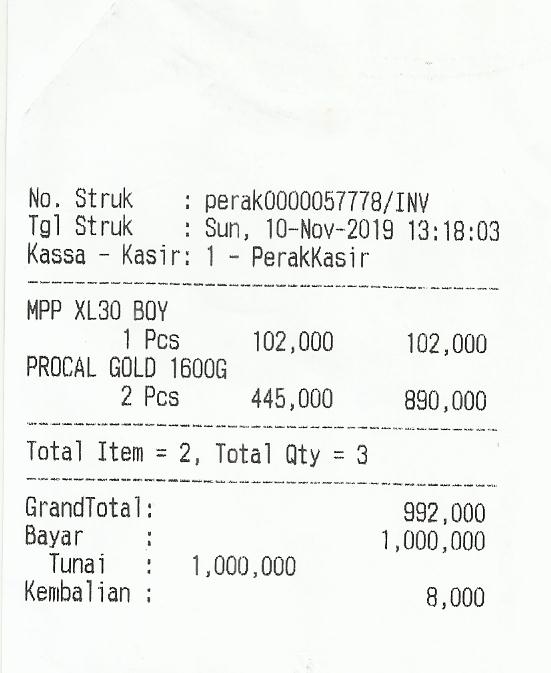 No. Struk : perak0000057778/INV
Tgl Struk : Sun, 10-Nov-2019 13:18:03
Kassa - Kasir: 1 - PerakKasir
MPP XL30 BOY
1 Pcs 102,000 102,000
PROCAL GOLD 1600G
2 Pcs 445,000 890,000
Total Item = 2, Total Qty = 3
GrandTotal: 992,000
Bayar : 1,000,000
Tunai : 1,000,000
Kembalian : 8,000